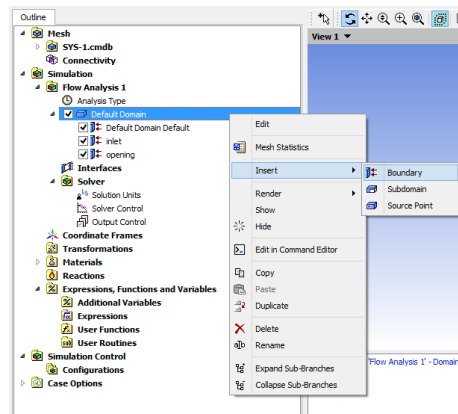 Outline
Mesh
SYS-1.cmdb
Connectivity
Simulation
Flow Analysis 1
Analysis Type
Default Domain
Default Domain Default
inlet
opening
Interfaces
Solver
Solution Units
Solver Control
Output Control
Coordinate Frames
Transformations
Materials
Reactions
Expressions, Functions and Variables
Additional Variables
Expressions
User Functions
User Routines
Simulation Control
Configurations
Case Options
View 1
Edit
Mesh Statistics
Insert
Render
Show
Hide
Edit in Command Editor
Copy
Paste
Duplicate
Delete
Rename
Expand Sub-Branches
Collapse Sub-Branches
Boundary
Subdomain
Source Point
'Flow Analysis 1' - Domain